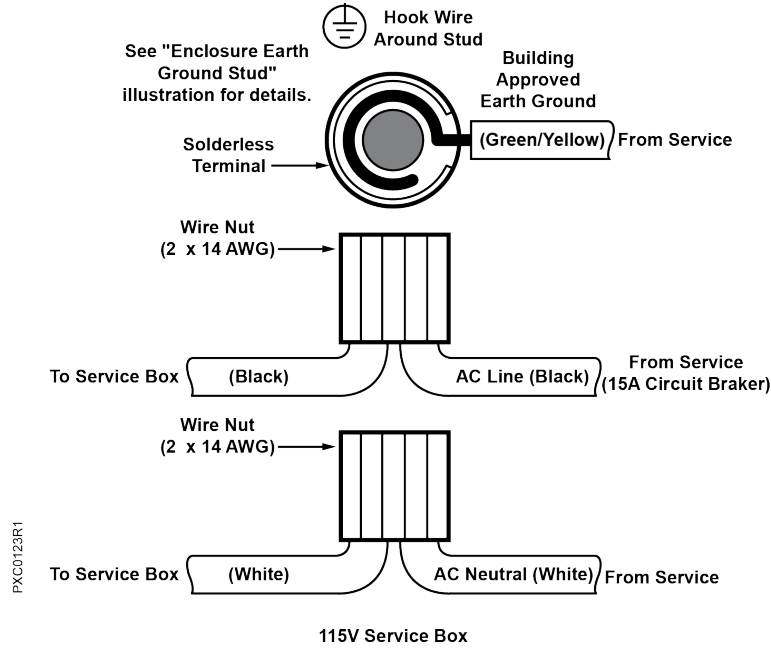 Hook Wire
Around Stud
See "Enclosure Earth
Ground Stud"
illustration for details.
Building
Approved
Earth Ground
(Green/Yellow)
From Service
Solderless
Terminal
Wire Nut
(2 x 14 AWG)
To Service Box
(Black)
AC Line (Black)
From Service
(15A Circuit Braker)
Wire Nut
(2 x 14 AWG)
To Service Box
(White)
AC Neutral (White)
From Service
PXC0123R1
115V Service Box